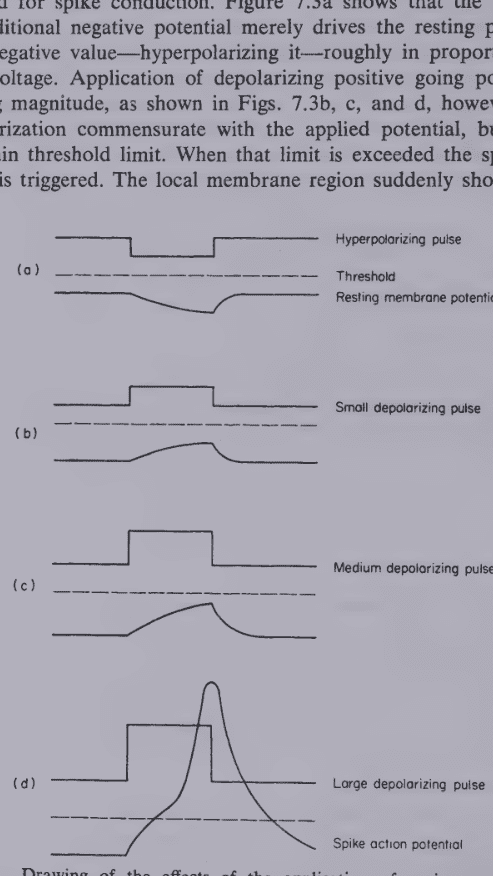 for spike conduction. Figure 7.3a shows that the
ditional negative potential merely drives the resting p
egative value—hyperpolarizing it—roughly in propor
oltage. Application of depolarizing positive going po
g magnitude, as shown in Figs. 7.3b, c, and d, howev
rization commensurate with the applied potential, bu
in threshold limit. When that limit is exceeded the sp
is triggered. The local membrane region suddenly sho
Hyperpolarizing pulse
(a)
Threshold
Resting membrane potentia
Small depolarizing pulse
(b)
Medium depolarizing pulse
(c)
(d)
Large depolarizing pulse
Spike action potential
Drawing of the effects of the application of